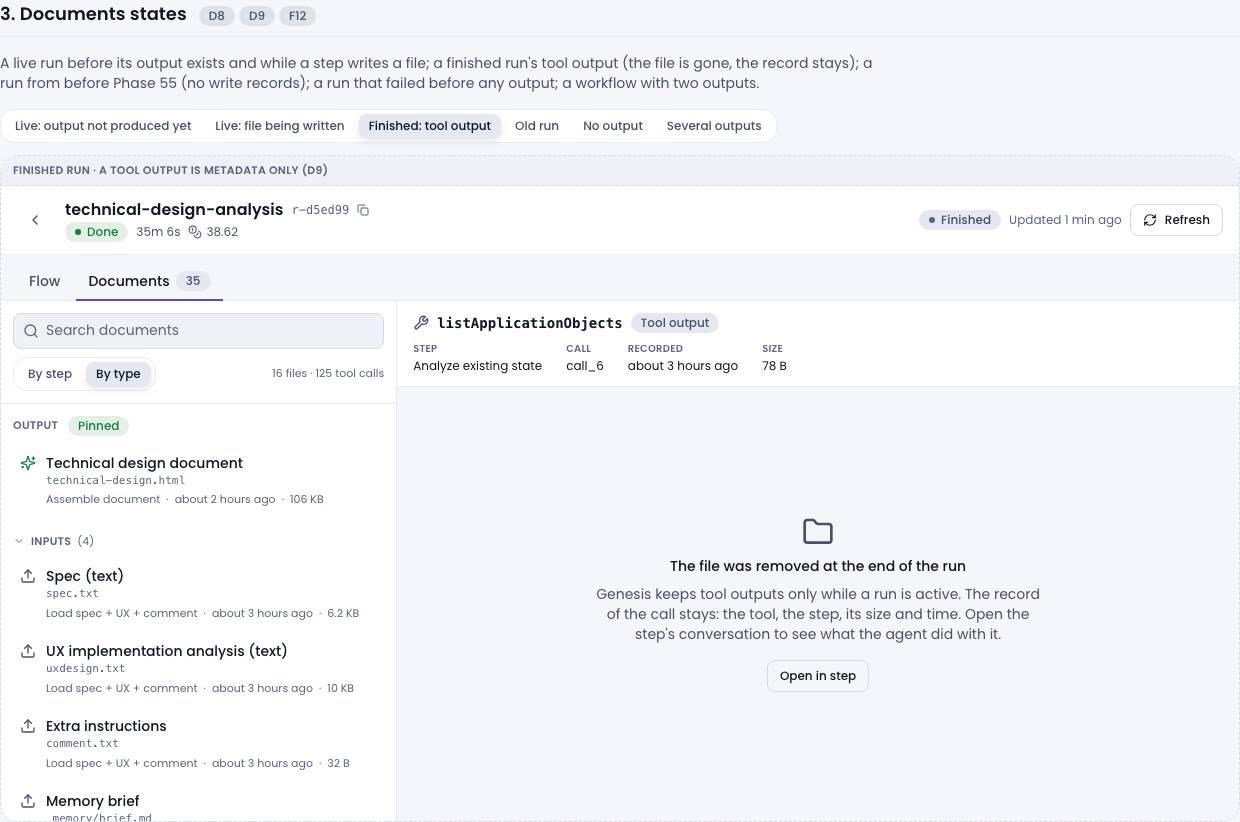 3. Documents states D8 D9 F12
A live run before its output exists and while a step writes a file; a finished run's tool output (the file is gone, the record stays); a
run from before Phase 55 (no write records); a run that failed before any output; a workflow with two outputs.
Live: output not produced yet Live: file being written Finished: tool output Old run No output Several outputs
FINISHED RUN · A TOOL OUTPUT IS METADATA ONLY (D9)
technical-design-analysis r-d5ed99
Done 35m 6s 38.62
Finished Updated 1 min ago Refresh
Flow Documents 35
Search documents
By step By type 16 files · 125 tool calls
OUTPUT Pinned
Technical design document
technical-design.html
Assemble document · about 2 hours ago · 106 KB
INPUTS (4)
Spec (text)
spec.txt
Load spec + UX + comment · about 3 hours ago · 6.2 KB
UX implementation analysis (text)
uxdesign.txt
Load spec + UX + comment · about 3 hours ago · 10 KB
Extra instructions
comment.txt
Load spec + UX + comment · about 3 hours ago · 32 B
Memory brief
_memory/brief.md
listApplicationObjects Tool output
STEP CALL RECORDED SIZE
Analyze existing state call_6 about 3 hours ago 78 B
The file was removed at the end of the run
Genesis keeps tool outputs only while a run is active. The record
of the call stays: the tool, the step, its size and time. Open the
step's conversation to see what the agent did with it.
Open in step